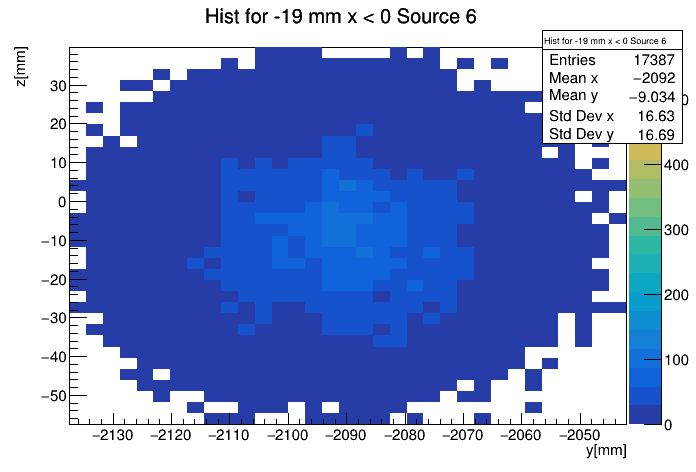 Hist for -19 mm x < 0 Source 6
z[mm]
Hist for -19 mm x < 0 Source 6
Entries 17387
Mean x −2092
Mean y −9.034
Std Dev x 16.63
Std Dev y 16.69
30
20
10
0
−10
−20
−30
−40
−50
0
400
300
200
100
0
−2130 −2120 −2110 −2100 −2090 −2080 −2070 −2060 −2050
y[mm]